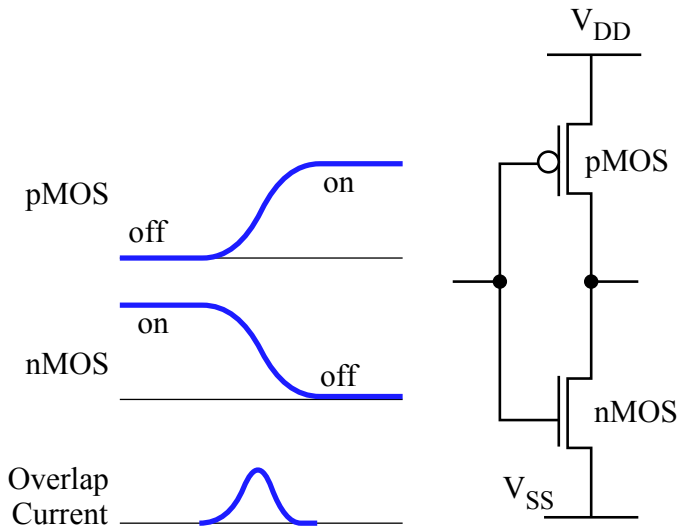 V_DD
pMOS
on
pMOS
off
on
nMOS
off
nMOS
Overlap
Current
V_SS